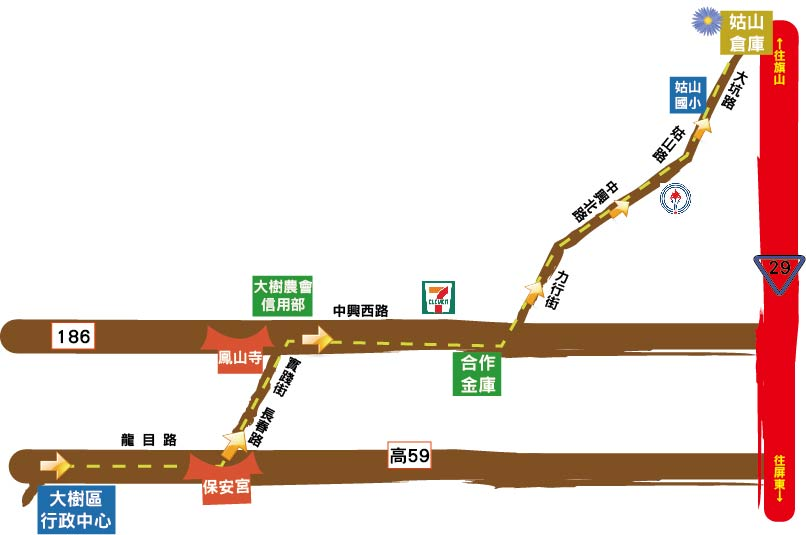 姑山
倉庫
←往旗山
大坑路
姑山
國小
姑山路
中興北路
29
力行街
大樹農會
信用部
7
ELEVEN
中興西路
186
鳳山寺
合作
金庫
實踐街
長春路
龍目路
高59
保安宮
往屏東→
大樹區
行政中心